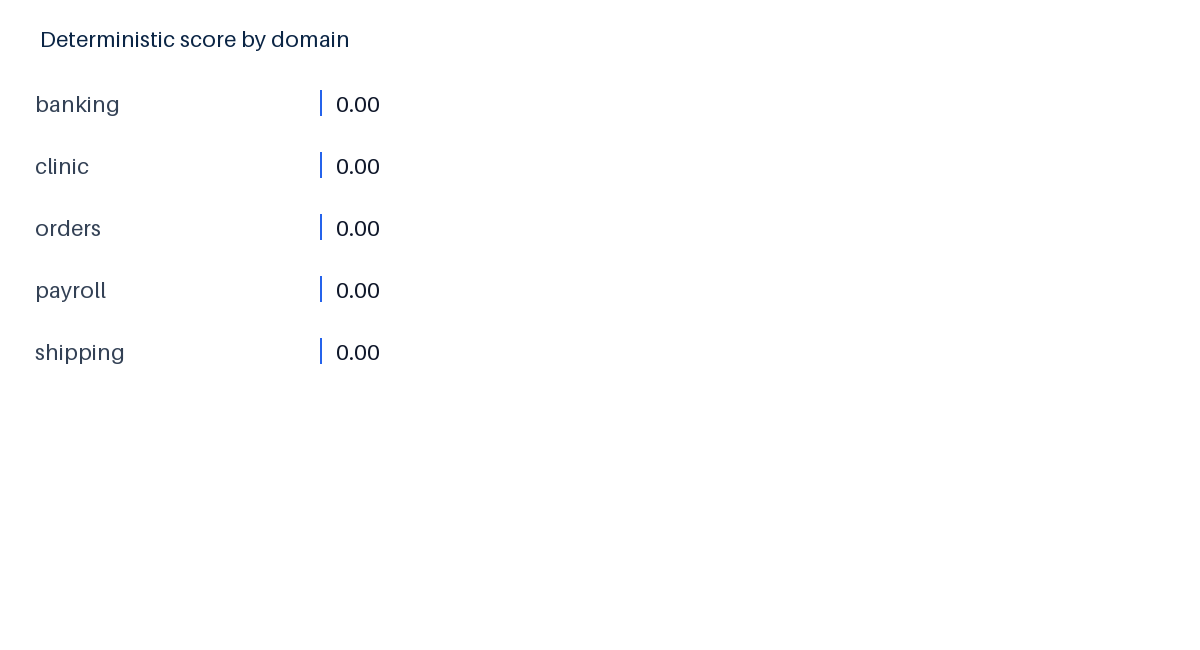 Deterministic score by domain
banking 0.00
clinic 0.00
orders 0.00
payroll 0.00
shipping 0.00